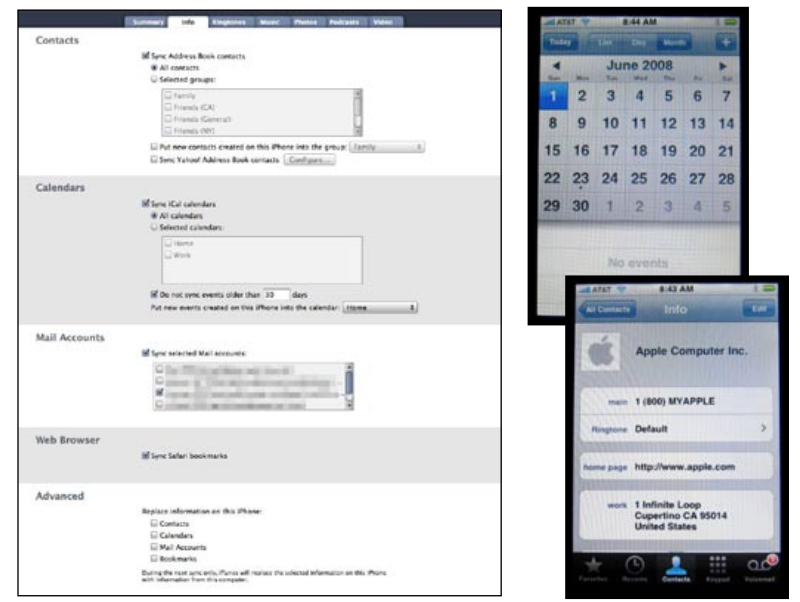 Summary Info Ringtones Music Photos Podcasts Video
Contacts
Sync Address Book contacts
All contacts
Selected groups:
Family
Friends (CA)
Friends (General)
Friends (NY)
Put new contacts created on this iPhone into the group: Family
Sync Yahoo! Address Book contacts Configure...
Calendars
Sync iCal calendars
All calendars
Selected calendars:
Home
Work
Do not sync events older than 30 days
Put new events created on this iPhone into the calendar: Home
Mail Accounts
Sync selected Mail accounts:
Web Browser
Sync Safari bookmarks
Advanced
Replace information on this iPhone:
Contacts
Calendars
Mail Accounts
Bookmarks
During the next sync only, iTunes will replace the selected information on this iPhone
with information from this computer.
AT&T 8:44 AM
Today List Day Month +
June 2008
Sun Mon Tue Wed Thu Fri Sat
1 2 3 4 5 6 7
8 9 10 11 12 13 14
15 16 17 18 19 20 21
22 23 24 25 26 27 28
29 30 1 2 3 4 5
No events
AT&T 8:43 AM
All Contacts Info Edit
Apple Computer Inc.
main 1 (800) MYAPPLE
Ringtone Default
home page http://www.apple.com
work 1 Infinite Loop
Cupertino CA 95014
United States
Favorites Recents Contacts Keypad Voicemail